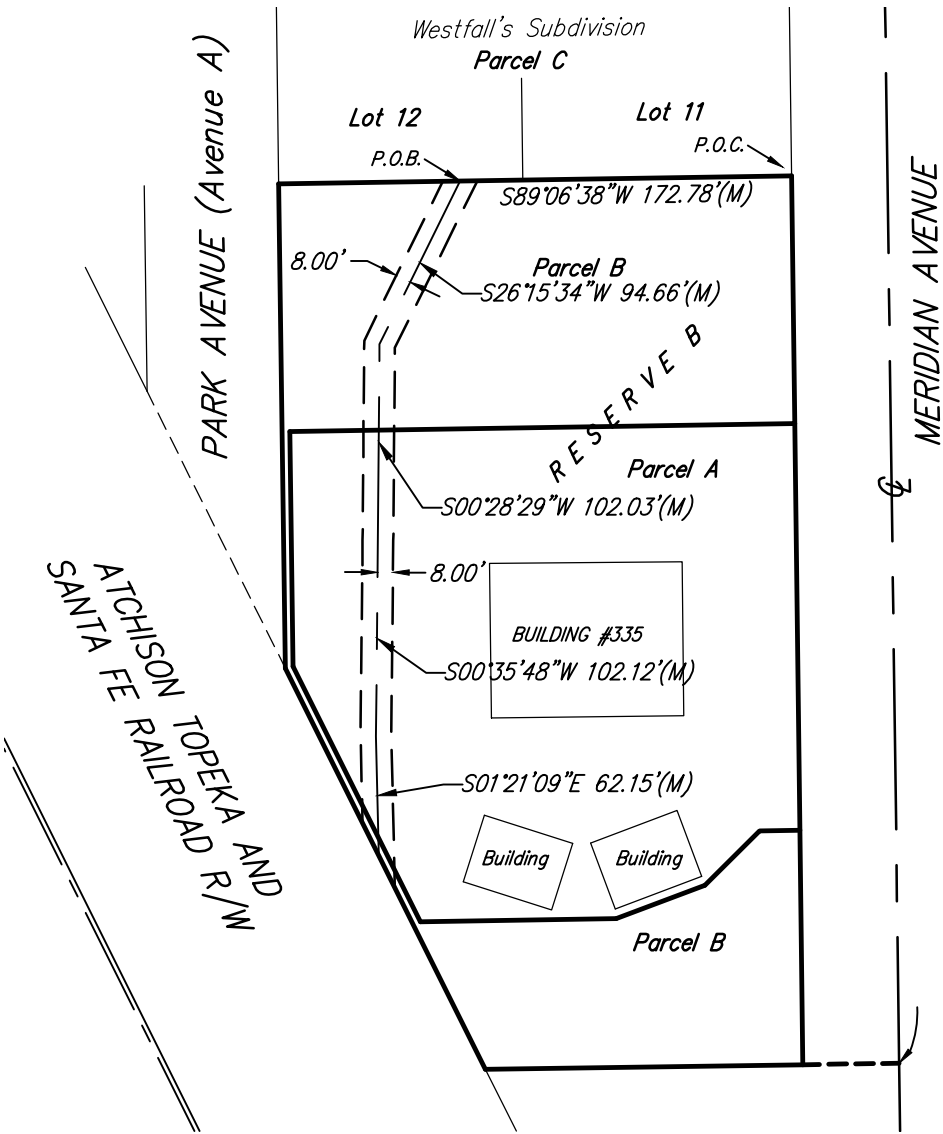 Westfall's Subdivision
Parcel C
Lot 12
Lot 11
P.O.B.
P.O.C.
S89°06'38"W 172.78'(M)
PARK AVENUE (Avenue A)
MERIDIAN AVENUE
8.00'
Parcel B
S26°15'34"W 94.66'(M)
RESERVE B
Parcel A
S00°28'29"W 102.03'(M)
℄
8.00'
BUILDING #335
S00°35'48"W 102.12'(M)
ATCHISON TOPEKA AND
SANTA FE RAILROAD R/W
S01°21'09"E 62.15'(M)
Building
Building
Parcel B